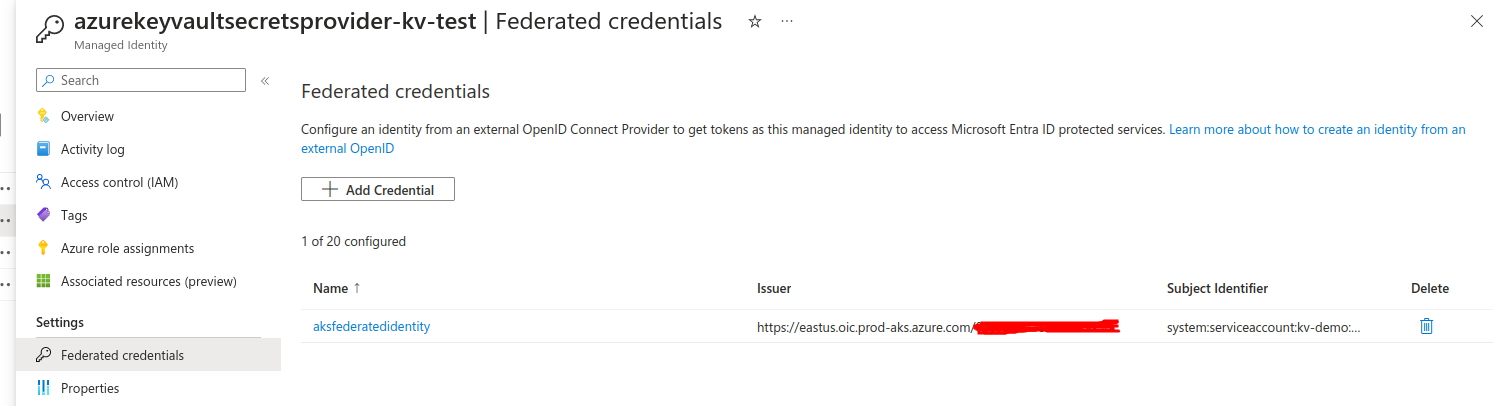 azurekeyvaultsecretsprovider-kv-test | Federated credentials
Managed Identity
Search
Overview
Activity log
Access control (IAM)
Tags
Azure role assignments
Associated resources (preview)
Settings
Federated credentials
Properties
Federated credentials
Configure an identity from an external OpenID Connect Provider to get tokens as this managed identity to access Microsoft Entra ID protected services. Learn more about how to create an identity from an
external OpenID
Add Credential
1 of 20 configured
Name ↑ Issuer Subject Identifier Delete
aksfederatedidentity https://eastus.oic.prod-aks.azure.com/ system:serviceaccount:kv-demo:...